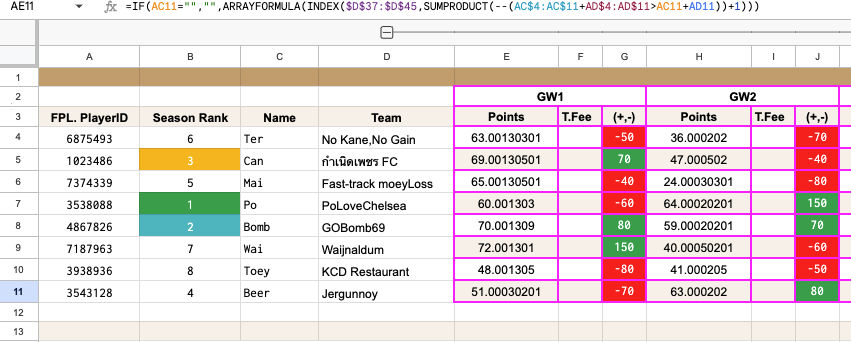 AE11 fx =IF(AC11="","",ARRAYFORMULA(INDEX($D$37:$D$45,SUMPRODUCT(--(AC$4:AC$11+AD$4:AD$11>AC11+AD11))+1)))
A B C D E F G H I J
1
2 GW1 GW2
3 FPL. PlayerID Season Rank Name Team Points T.Fee (+,-) Points T.Fee (+,-)
4 6875493 6 Ter No Kane,No Gain 63.00130301 -50 36.000202 -70
5 1023486 3 Can กำเนิดเพชร FC 69.00130501 70 47.000502 -40
6 7374339 5 Mai Fast-track moeyLoss 65.00130501 -40 24.00030301 -80
7 3538088 1 Po PoLoveChelsea 60.001303 -60 64.00020201 150
8 4867826 2 Bomb GOBomb69 70.001309 80 59.00020201 70
9 7187963 7 Wai Waijnaldum 72.001301 150 40.00050201 -60
10 3938936 8 Toey KCD Restaurant 48.001305 -80 41.000205 -50
11 3543128 4 Beer Jergunnoy 51.00030201 -70 63.000202 80
12
13